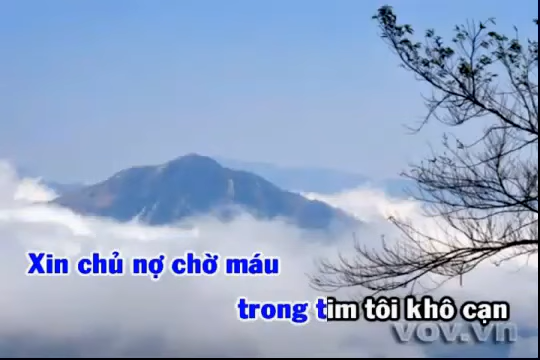 Xin chủ nợ chờ máu
trong tim tôi khô cạn
vov.vn